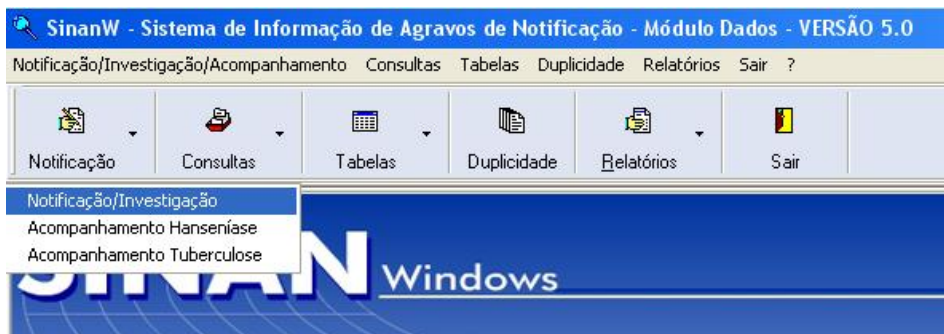 SinanW - Sistema de Informação de Agravos de Notificação - Módulo Dados - VERSÃO 5.0
Notificação/Investigação/Acompanhamento Consultas Tabelas Duplicidade Relatórios Sair ?
Notificação Consultas Tabelas Duplicidade Relatórios Sair
Notificação/Investigação
Acompanhamento Hanseníase
Acompanhamento Tuberculose
SINAN Windows